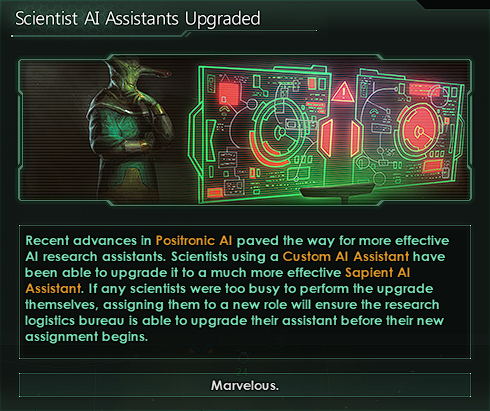 Scientist AI Assistants Upgraded
Recent advances in Positronic AI paved the way for more effective
AI research assistants. Scientists using a Custom AI Assistant have
been able to upgrade it to a much more effective Sapient AI
Assistant. If any scientists were too busy to perform the upgrade
themselves, assigning them to a new role will ensure the research
logistics bureau is able to upgrade their assistant before their new
assignment begins.
Marvelous.